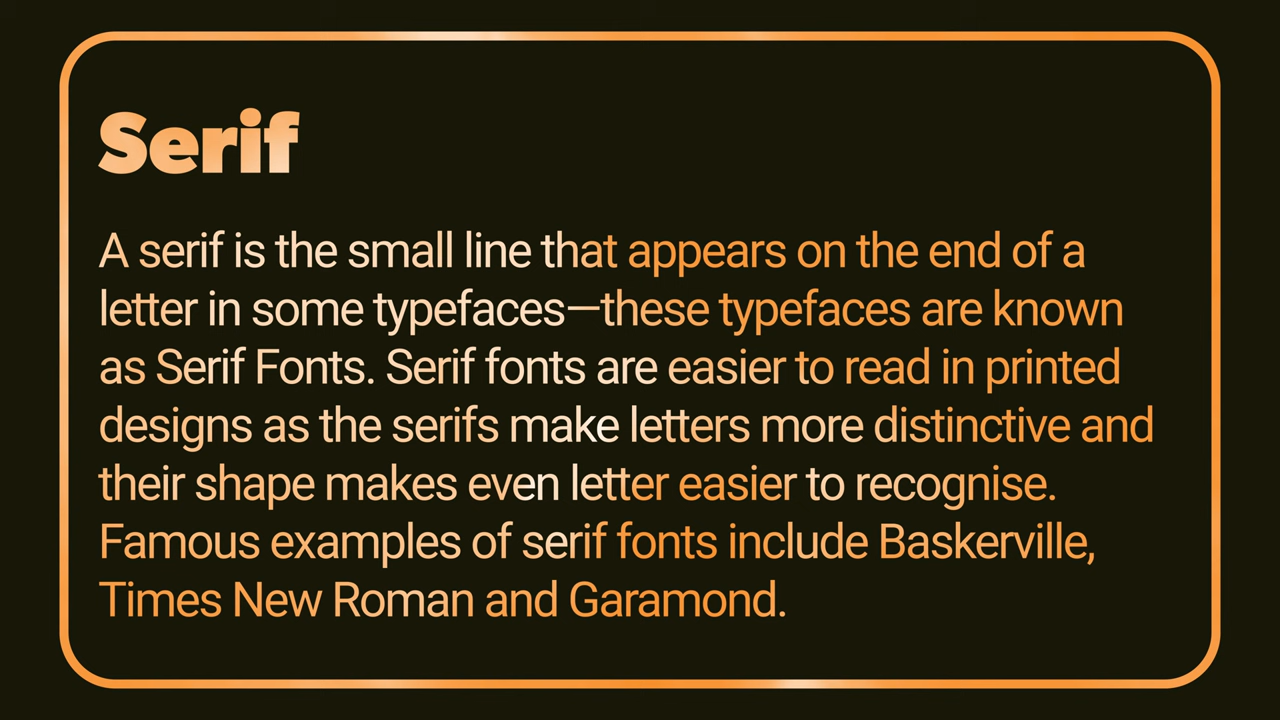 Serif
A serif is the small line that appears on the end of a
letter in some typefaces—these typefaces are known
as Serif Fonts. Serif fonts are easier to read in printed
designs as the serifs make letters more distinctive and
their shape makes even letter easier to recognise.
Famous examples of serif fonts include Baskerville,
Times New Roman and Garamond.